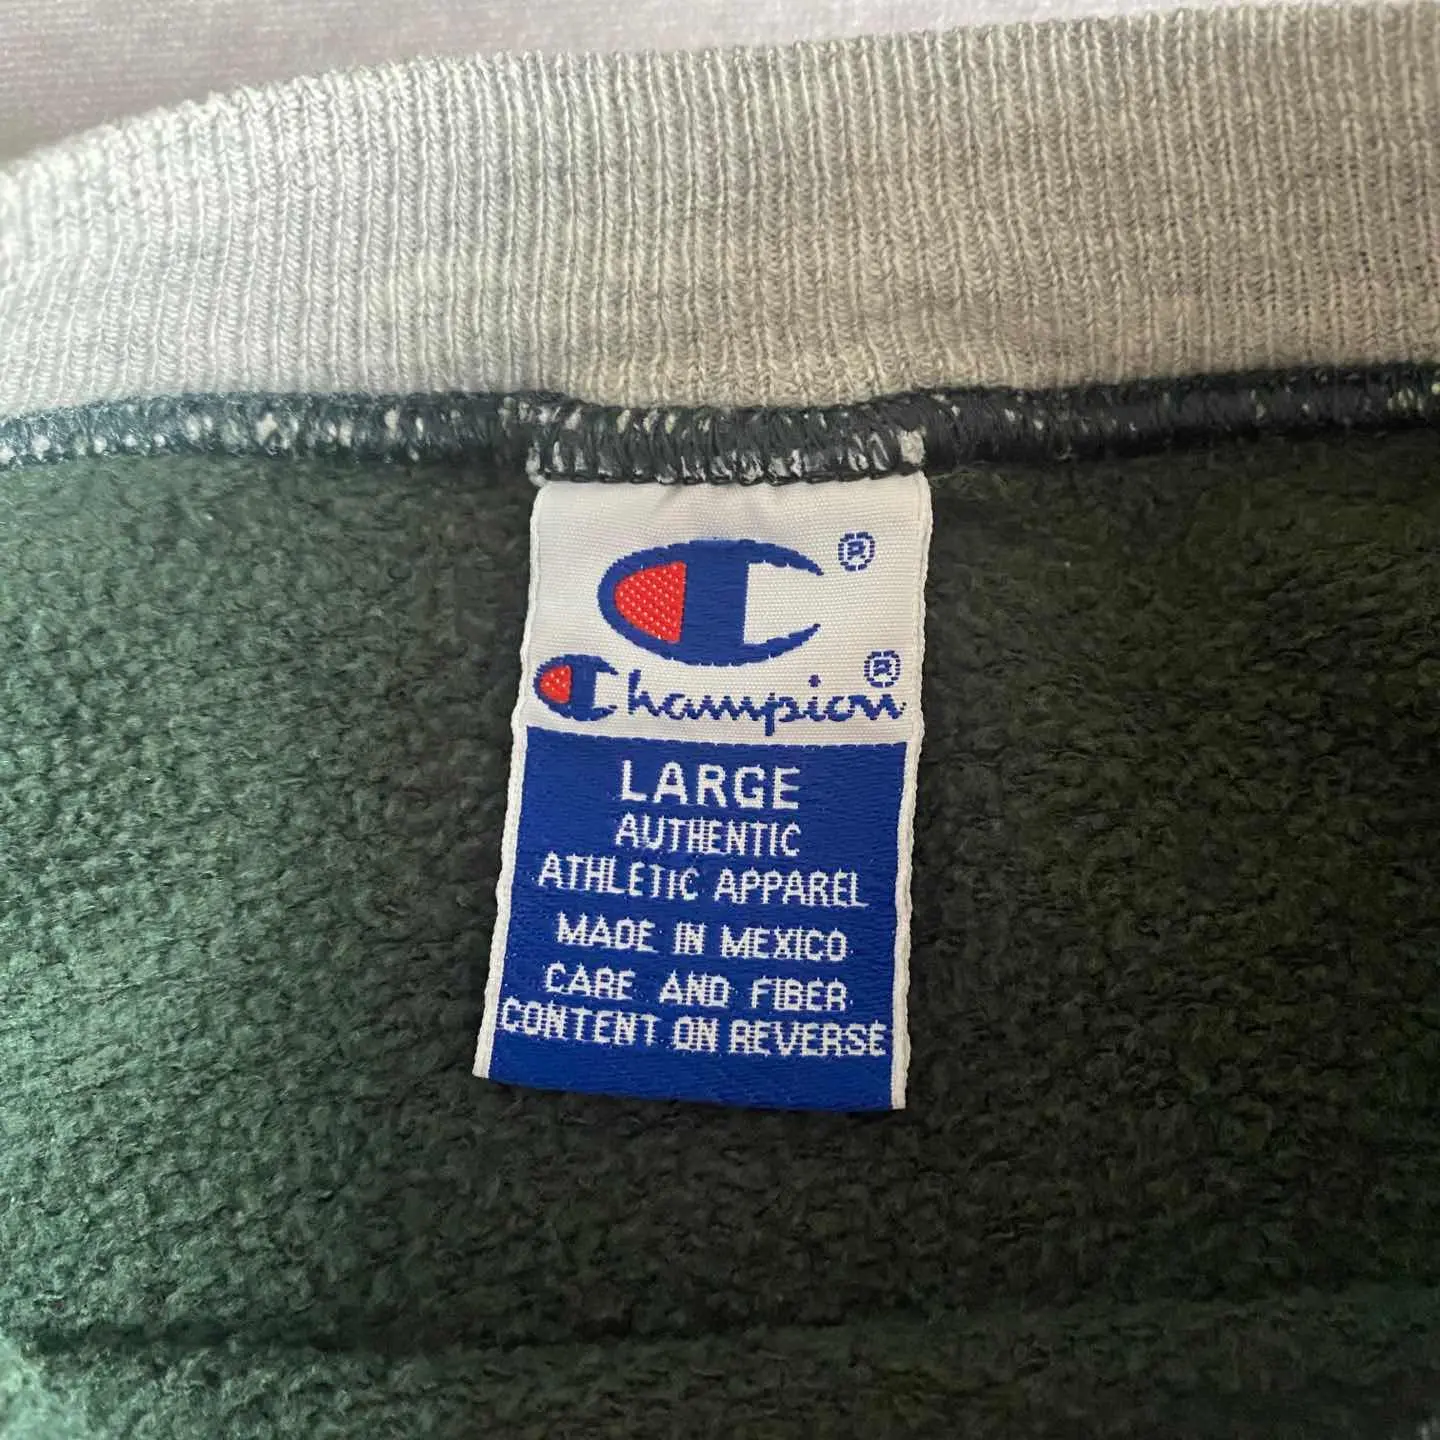 ®
Champion®
LARGE
AUTHENTIC
ATHLETIC APPAREL
MADE IN MEXICO
CARE AND FIBER
CONTENT ON REVERSE